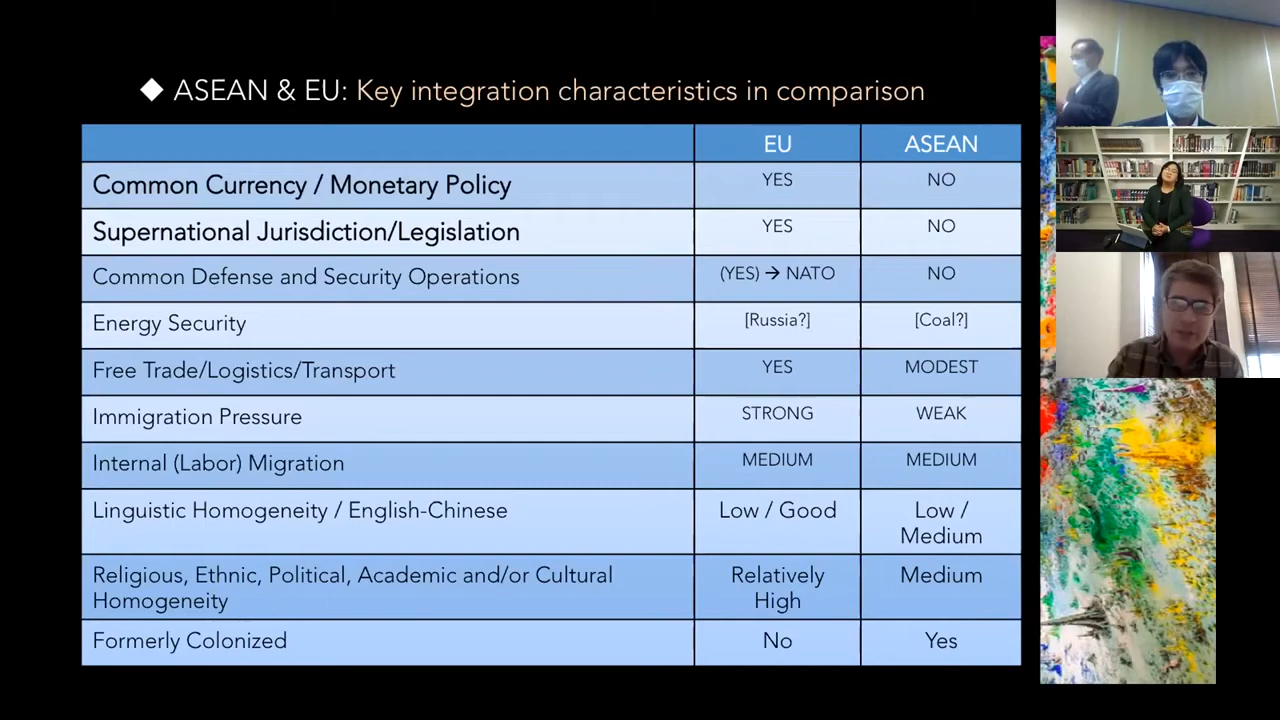 ◆ ASEAN & EU: Key integration characteristics in comparison
EU ASEAN
Common Currency / Monetary Policy YES NO
Supernational Jurisdiction/Legislation YES NO
Common Defense and Security Operations (YES) → NATO NO
Energy Security [Russia?] [Coal?]
Free Trade/Logistics/Transport YES MODEST
Immigration Pressure STRONG WEAK
Internal (Labor) Migration MEDIUM MEDIUM
Linguistic Homogeneity / English-Chinese Low / Good Low /
Medium
Religious, Ethnic, Political, Academic and/or Cultural Relatively Medium
Homogeneity High
Formerly Colonized No Yes